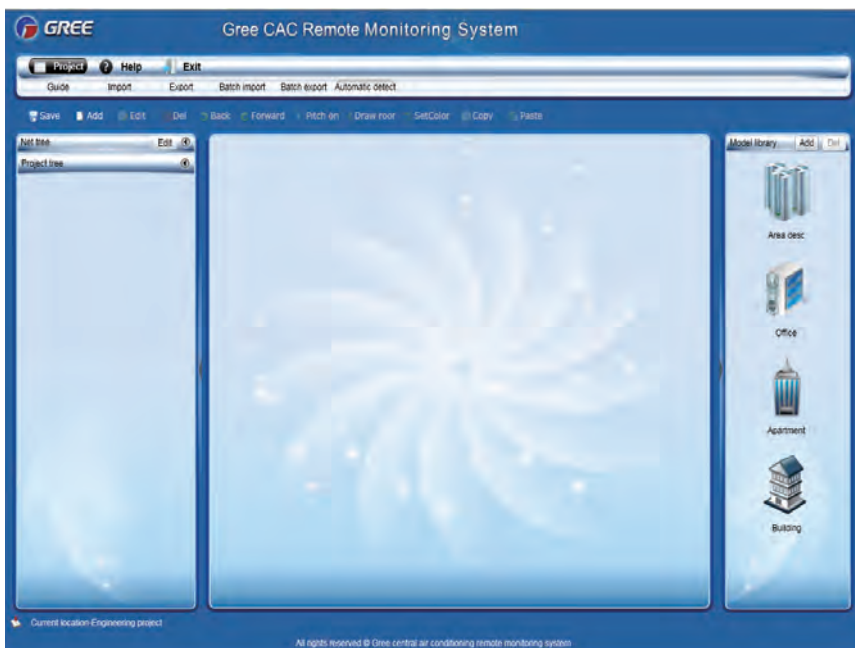 GREE Gree CAC Remote Monitoring System
Project Help Exit
Guide Import Export Batch import Batch export Automatic detect
Save Add Edit Del Back Forward Pitch on Draw roor SetColor Copy Paste
Net tree Edit
Project tree
Model library Add Del
Area desc
Office
Apartment
Building
Current location-Engineering project
All rights reserved © Gree central air conditioning remote monitoring system